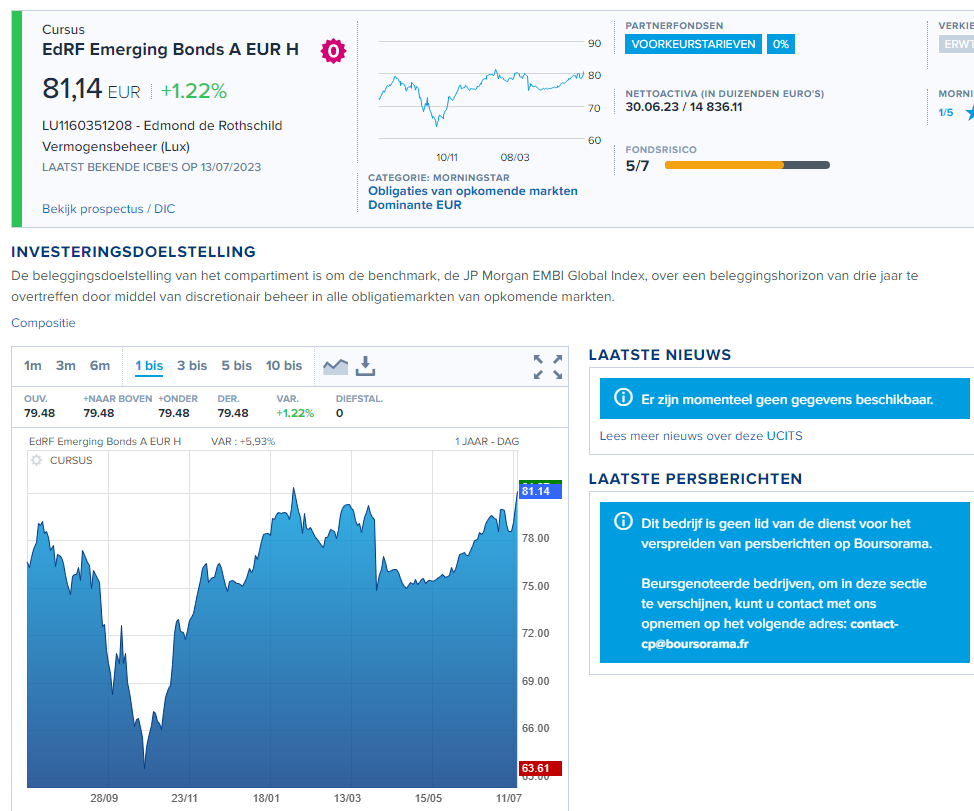 Cursus
EdRF Emerging Bonds A EUR H
0
81,14 EUR +1.22%
LU1160351208 - Edmond de Rothschild
Vermogensbeheer (Lux)
LAATST BEKENDE ICBE'S OP 13/07/2023
Bekijk prospectus / DIC
90
80
70
60
10/11 08/03
CATEGORIE: MORNINGSTAR
Obligaties van opkomende markten
Dominante EUR
PARTNERFONDSEN
VOORKEURSTARIEVEN 0%
NETTOACTIVA (IN DUIZENDEN EURO'S)
30.06.23 / 14 836.11
FONDSRISICO
5/7
VERKIE
ERWT
MORNI
1/5
INVESTERINGSDOELSTELLING
De beleggingsdoelstelling van het compartiment is om de benchmark, de JP Morgan EMBI Global Index, over een beleggingshorizon van drie jaar te
overtreffen door middel van discretionair beheer in alle obligatiemarkten van opkomende markten.
Compositie
1m 3m 6m 1 bis 3 bis 5 bis 10 bis
OUV. +NAAR BOVEN +ONDER DER. VAR. DIEFSTAL.
79.48 79.48 79.48 79.48 +1.22% 0
EdRF Emerging Bonds A EUR H VAR : +5,93% 1 JAAR - DAG
CURSUS
81.14
78.00
75.00
72.00
69.00
66.00
63.61
28/09 23/11 18/01 13/03 15/05 11/07
LAATSTE NIEUWS
Er zijn momenteel geen gegevens beschikbaar.
Lees meer nieuws over deze UCITS
LAATSTE PERSBERICHTEN
Dit bedrijf is geen lid van de dienst voor het
verspreiden van persberichten op Boursorama.
Beursgenoteerde bedrijven, om in deze sectie
te verschijnen, kunt u contact met ons
opnemen op het volgende adres: contact-
cp@boursorama.fr